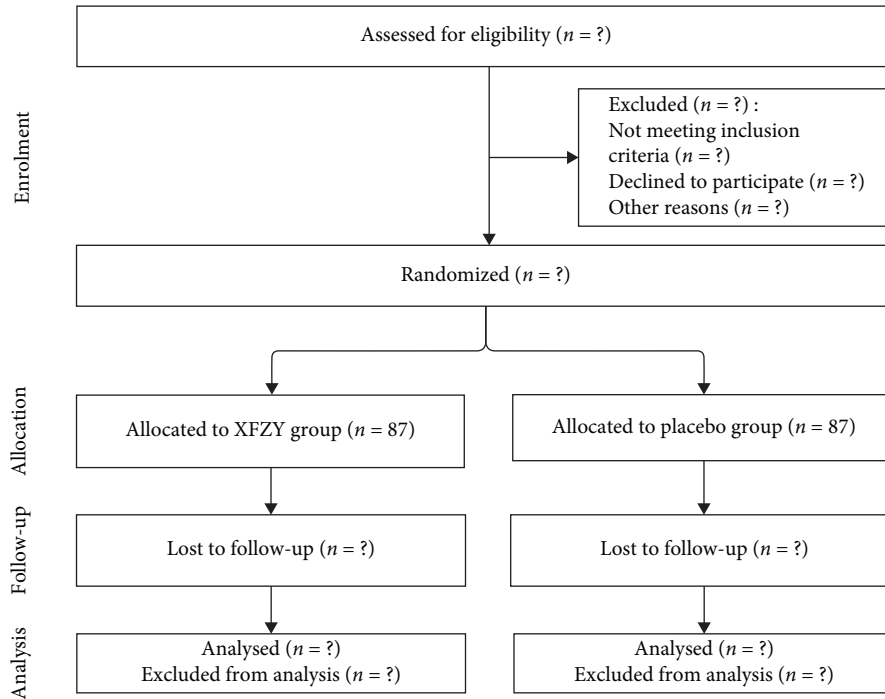 Assessed for eligibility (n = ?)
Enrolment
Excluded (n = ?) :
Not meeting inclusion
criteria (n = ?)
Declined to participate (n = ?)
Other reasons (n = ?)
Randomized (n = ?)
Allocation
Allocated to XFZY group (n = 87)
Allocated to placebo group (n = 87)
Follow-up
Lost to follow-up (n = ?)
Lost to follow-up (n = ?)
Analysis
Analysed (n = ?)
Excluded from analysis (n = ?)
Analysed (n = ?)
Excluded from analysis (n = ?)